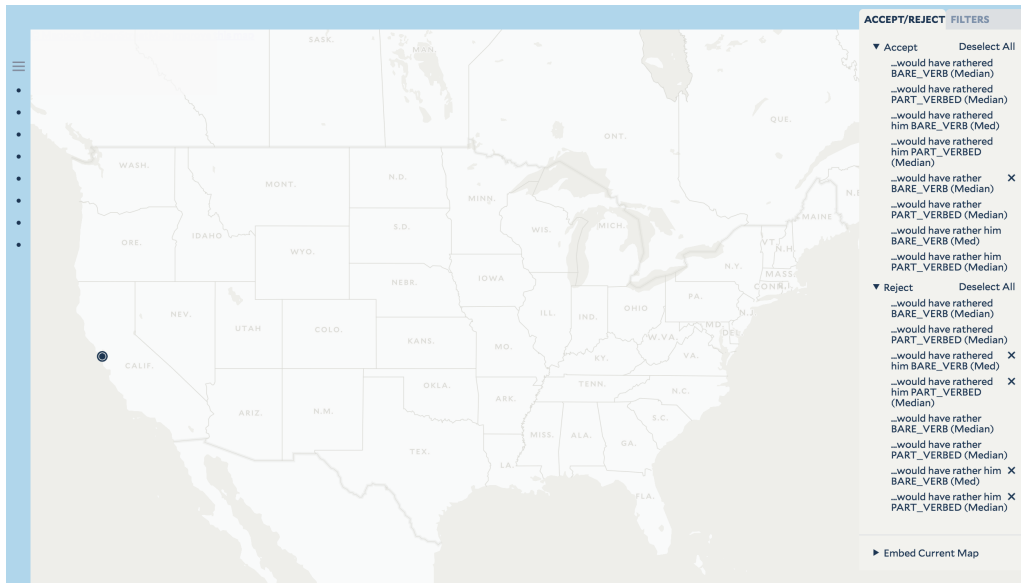 ACCEPT/REJECT FILTERS
Accept Deselect All
...would have rathered
BARE_VERB (Median)
...would have rathered
PART_VERBED (Median)
...would have rathered
him BARE_VERB (Med)
...would have rathered
him PART_VERBED
(Median)
...would have rather ✕
BARE_VERB (Median)
...would have rather
PART_VERBED (Median)
...would have rather him
BARE_VERB (Med)
...would have rather him
PART_VERBED (Median)
Reject Deselect All
...would have rathered
BARE_VERB (Median)
...would have rathered
PART_VERBED (Median)
...would have rathered ✕
him BARE_VERB (Med)
...would have rathered ✕
him PART_VERBED
(Median)
...would have rather
BARE_VERB (Median)
...would have rather
PART_VERBED (Median)
...would have rather him ✕
BARE_VERB (Med)
...would have rather him ✕
PART_VERBED (Median)
Embed Current Map
SASK.
MAN.
ONT.
QUE.
WASH.
MONT.
N.D.
MINN.
MAINE
ORE.
IDAHO
WYO.
S.D.
WIS.
MICH.
VT.
N.H.
N.Y.
MASS.
CONN.
R.I.
NEV.
UTAH
COLO.
NEBR.
IOWA
ILL.
IND.
OHIO
PA.
N.J.
MD.
DEL.
CALIF.
KANS.
MO.
KY.
W.VA.
VA.
ARIZ.
N.M.
OKLA.
ARK.
TENN.
N.C.
S.C.
TEX.
LA.
MISS.
ALA.
GA.
FLA.